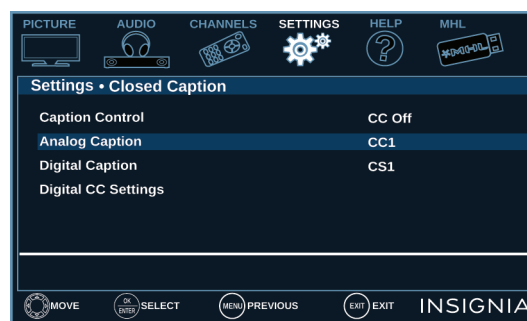 PICTURE AUDIO CHANNELS SETTINGS HELP MHL
MHL
Settings • Closed Caption
Caption Control CC Off
Analog Caption CC1
Digital Caption CS1
Digital CC Settings
MOVE OK ENTER SELECT MENU PREVIOUS EXIT EXIT INSIGNIA